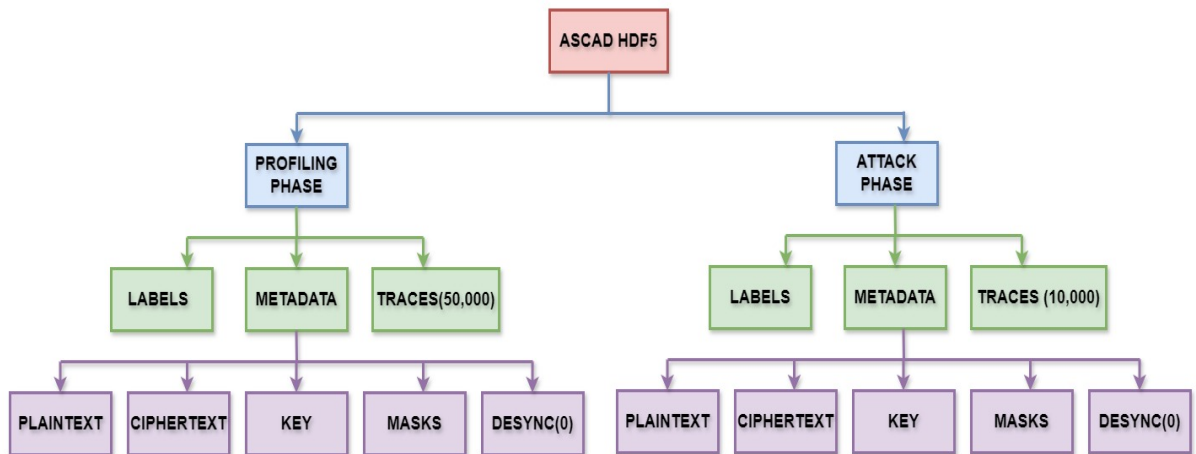 ASCAD HDF5
PROFILING
PHASE
ATTACK
PHASE
LABELS
METADATA
TRACES(50,000)
LABELS
METADATA
TRACES (10,000)
PLAINTEXT
CIPHERTEXT
KEY
MASKS
DESYNC(0)
PLAINTEXT
CIPHERTEXT
KEY
MASKS
DESYNC(0)